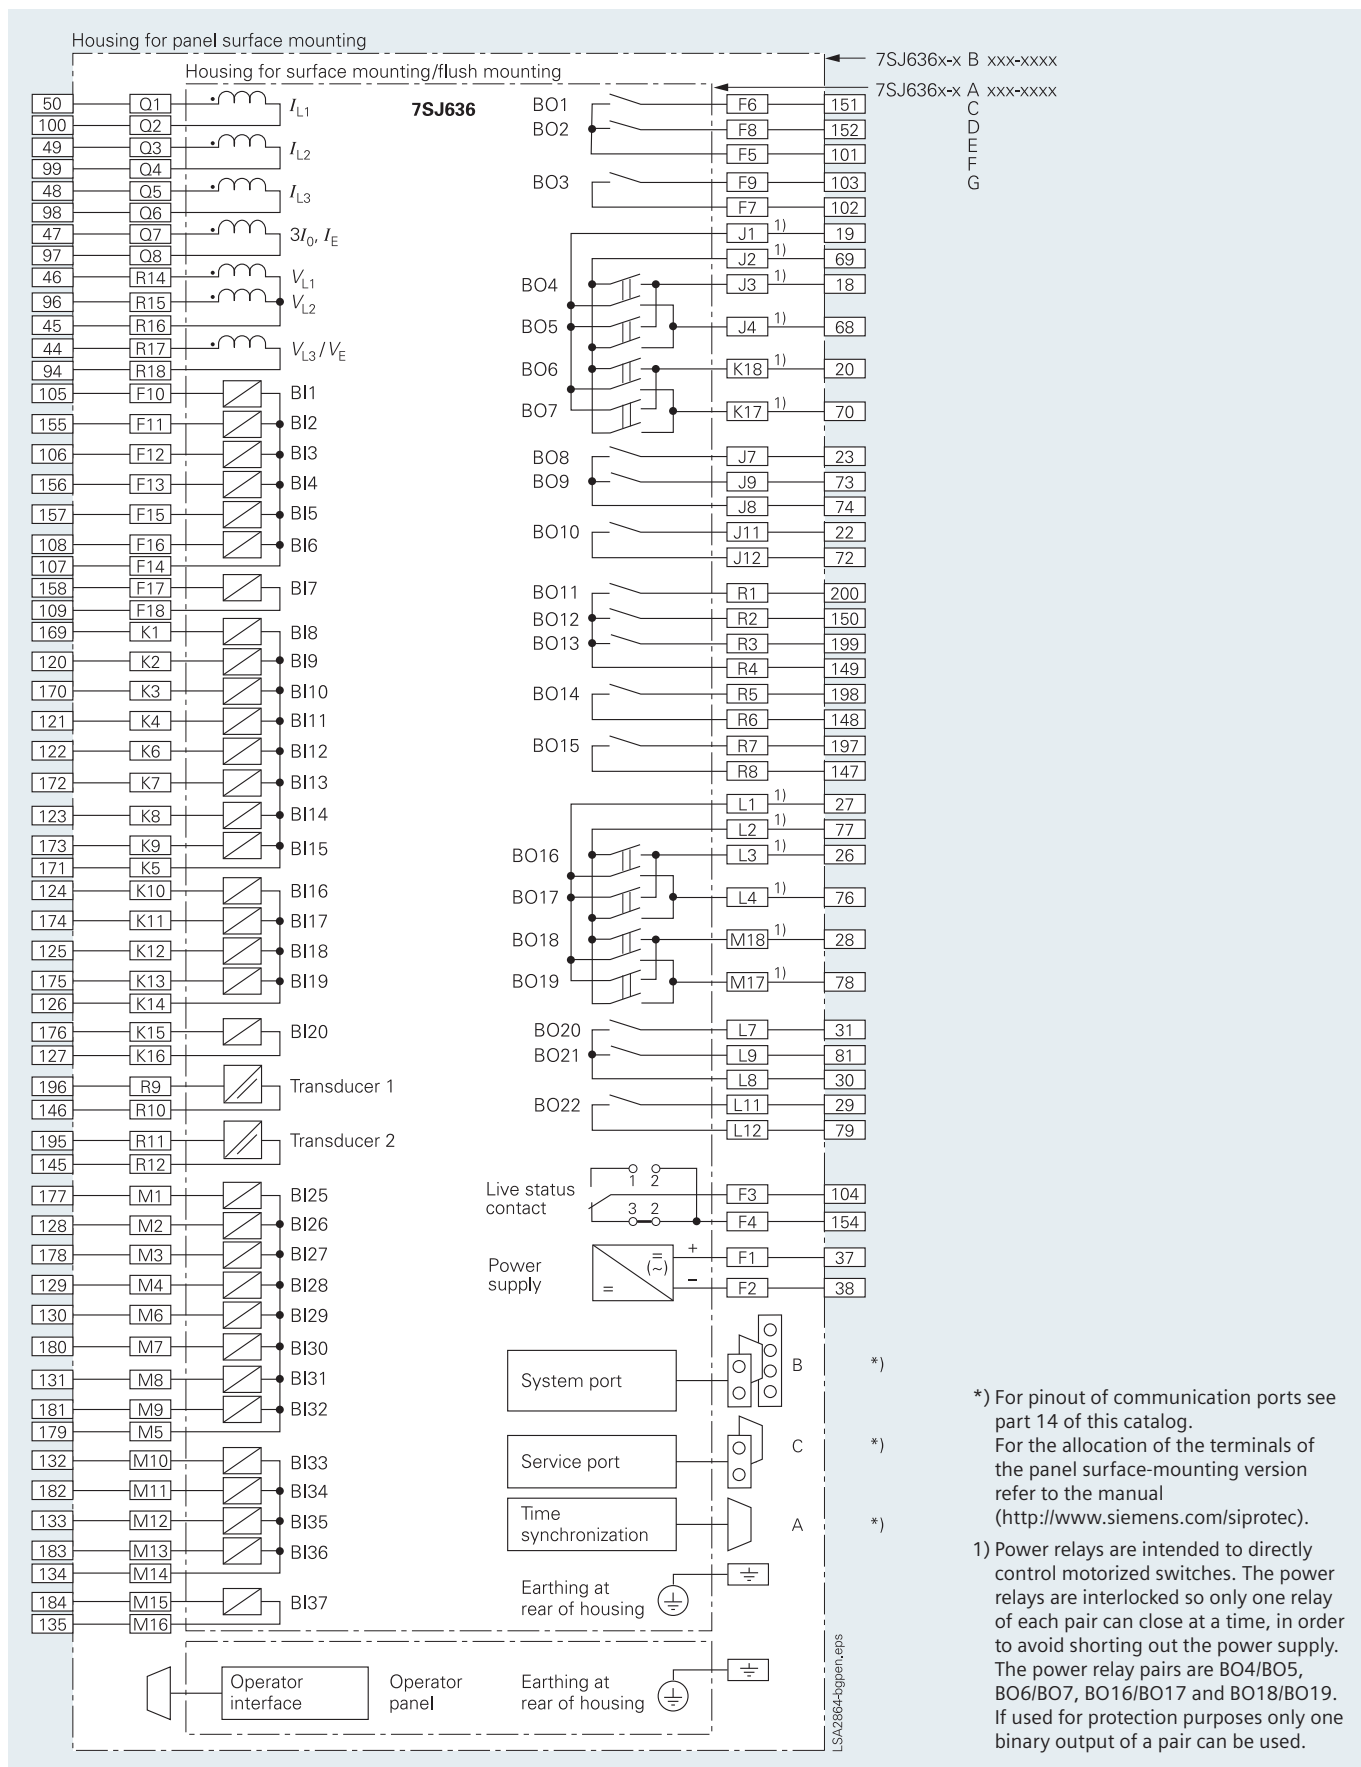 Housing for panel surface mounting
7SJ636x-x B xxx-xxxx
Housing for surface mounting/flush mounting
7SJ636x-x A xxx-xxxx
C
D
E
F
G
7SJ636
50 Q1 IL1
100 Q2
49 Q3 IL2
99 Q4
48 Q5 IL3
98 Q6
47 Q7 3I0, IE
97 Q8
46 R14 VL1
96 R15 VL2
45 R16
44 R17 VL3/VE
94 R18
105 F10 BI1
155 F11 BI2
106 F12 BI3
156 F13 BI4
157 F15 BI5
108 F16 BI6
107 F14
158 F17 BI7
109 F18
169 K1 BI8
120 K2 BI9
170 K3 BI10
121 K4 BI11
122 K6 BI12
172 K7 BI13
123 K8 BI14
173 K9 BI15
171 K5
124 K10 BI16
174 K11 BI17
125 K12 BI18
175 K13 BI19
126 K14
176 K15 BI20
127 K16
196 R9 Transducer 1
146 R10
195 R11 Transducer 2
145 R12
177 M1 BI25
128 M2 BI26
178 M3 BI27
129 M4 BI28
130 M6 BI29
180 M7 BI30
131 M8 BI31
181 M9 BI32
179 M5
132 M10 BI33
182 M11 BI34
133 M12 BI35
183 M13 BI36
134 M14
184 M15 BI37
135 M16
BO1 F6 151
BO2 F8 152
F5 101
BO3 F9 103
F7 102
J1 1) 19
J2 1) 69
BO4 J3 1) 18
BO5 J4 1) 68
BO6 K18 1) 20
BO7 K17 1) 70
BO8 J7 23
BO9 J9 73
J8 74
BO10 J11 22
J12 72
BO11 R1 200
BO12 R2 150
BO13 R3 199
R4 149
BO14 R5 198
R6 148
BO15 R7 197
R8 147
L1 1) 27
L2 1) 77
BO16 L3 1) 26
BO17 L4 1) 76
BO18 M18 1) 28
BO19 M17 1) 78
BO20 L7 31
BO21 L9 81
L8 30
BO22 L11 29
L12 79
Live status
contact
1 2
3 2
F3 104
F4 154
Power
supply
= (~)
=
+ F1 37
− F2 38
System port B *)
Service port C *)
Time
synchronization A *)
Earthing at
rear of housing
Operator
interface
Operator
panel
Earthing at
rear of housing
LSA2864-bgpen.eps
*) For pinout of communication ports see
part 14 of this catalog.
For the allocation of the terminals of
the panel surface-mounting version
refer to the manual
(http://www.siemens.com/siprotec).
1) Power relays are intended to directly
control motorized switches. The power
relays are interlocked so only one relay
of each pair can close at a time, in order
to avoid shorting out the power supply.
The power relay pairs are BO4/BO5,
BO6/BO7, BO16/BO17 and BO18/BO19.
If used for protection purposes only one
binary output of a pair can be used.